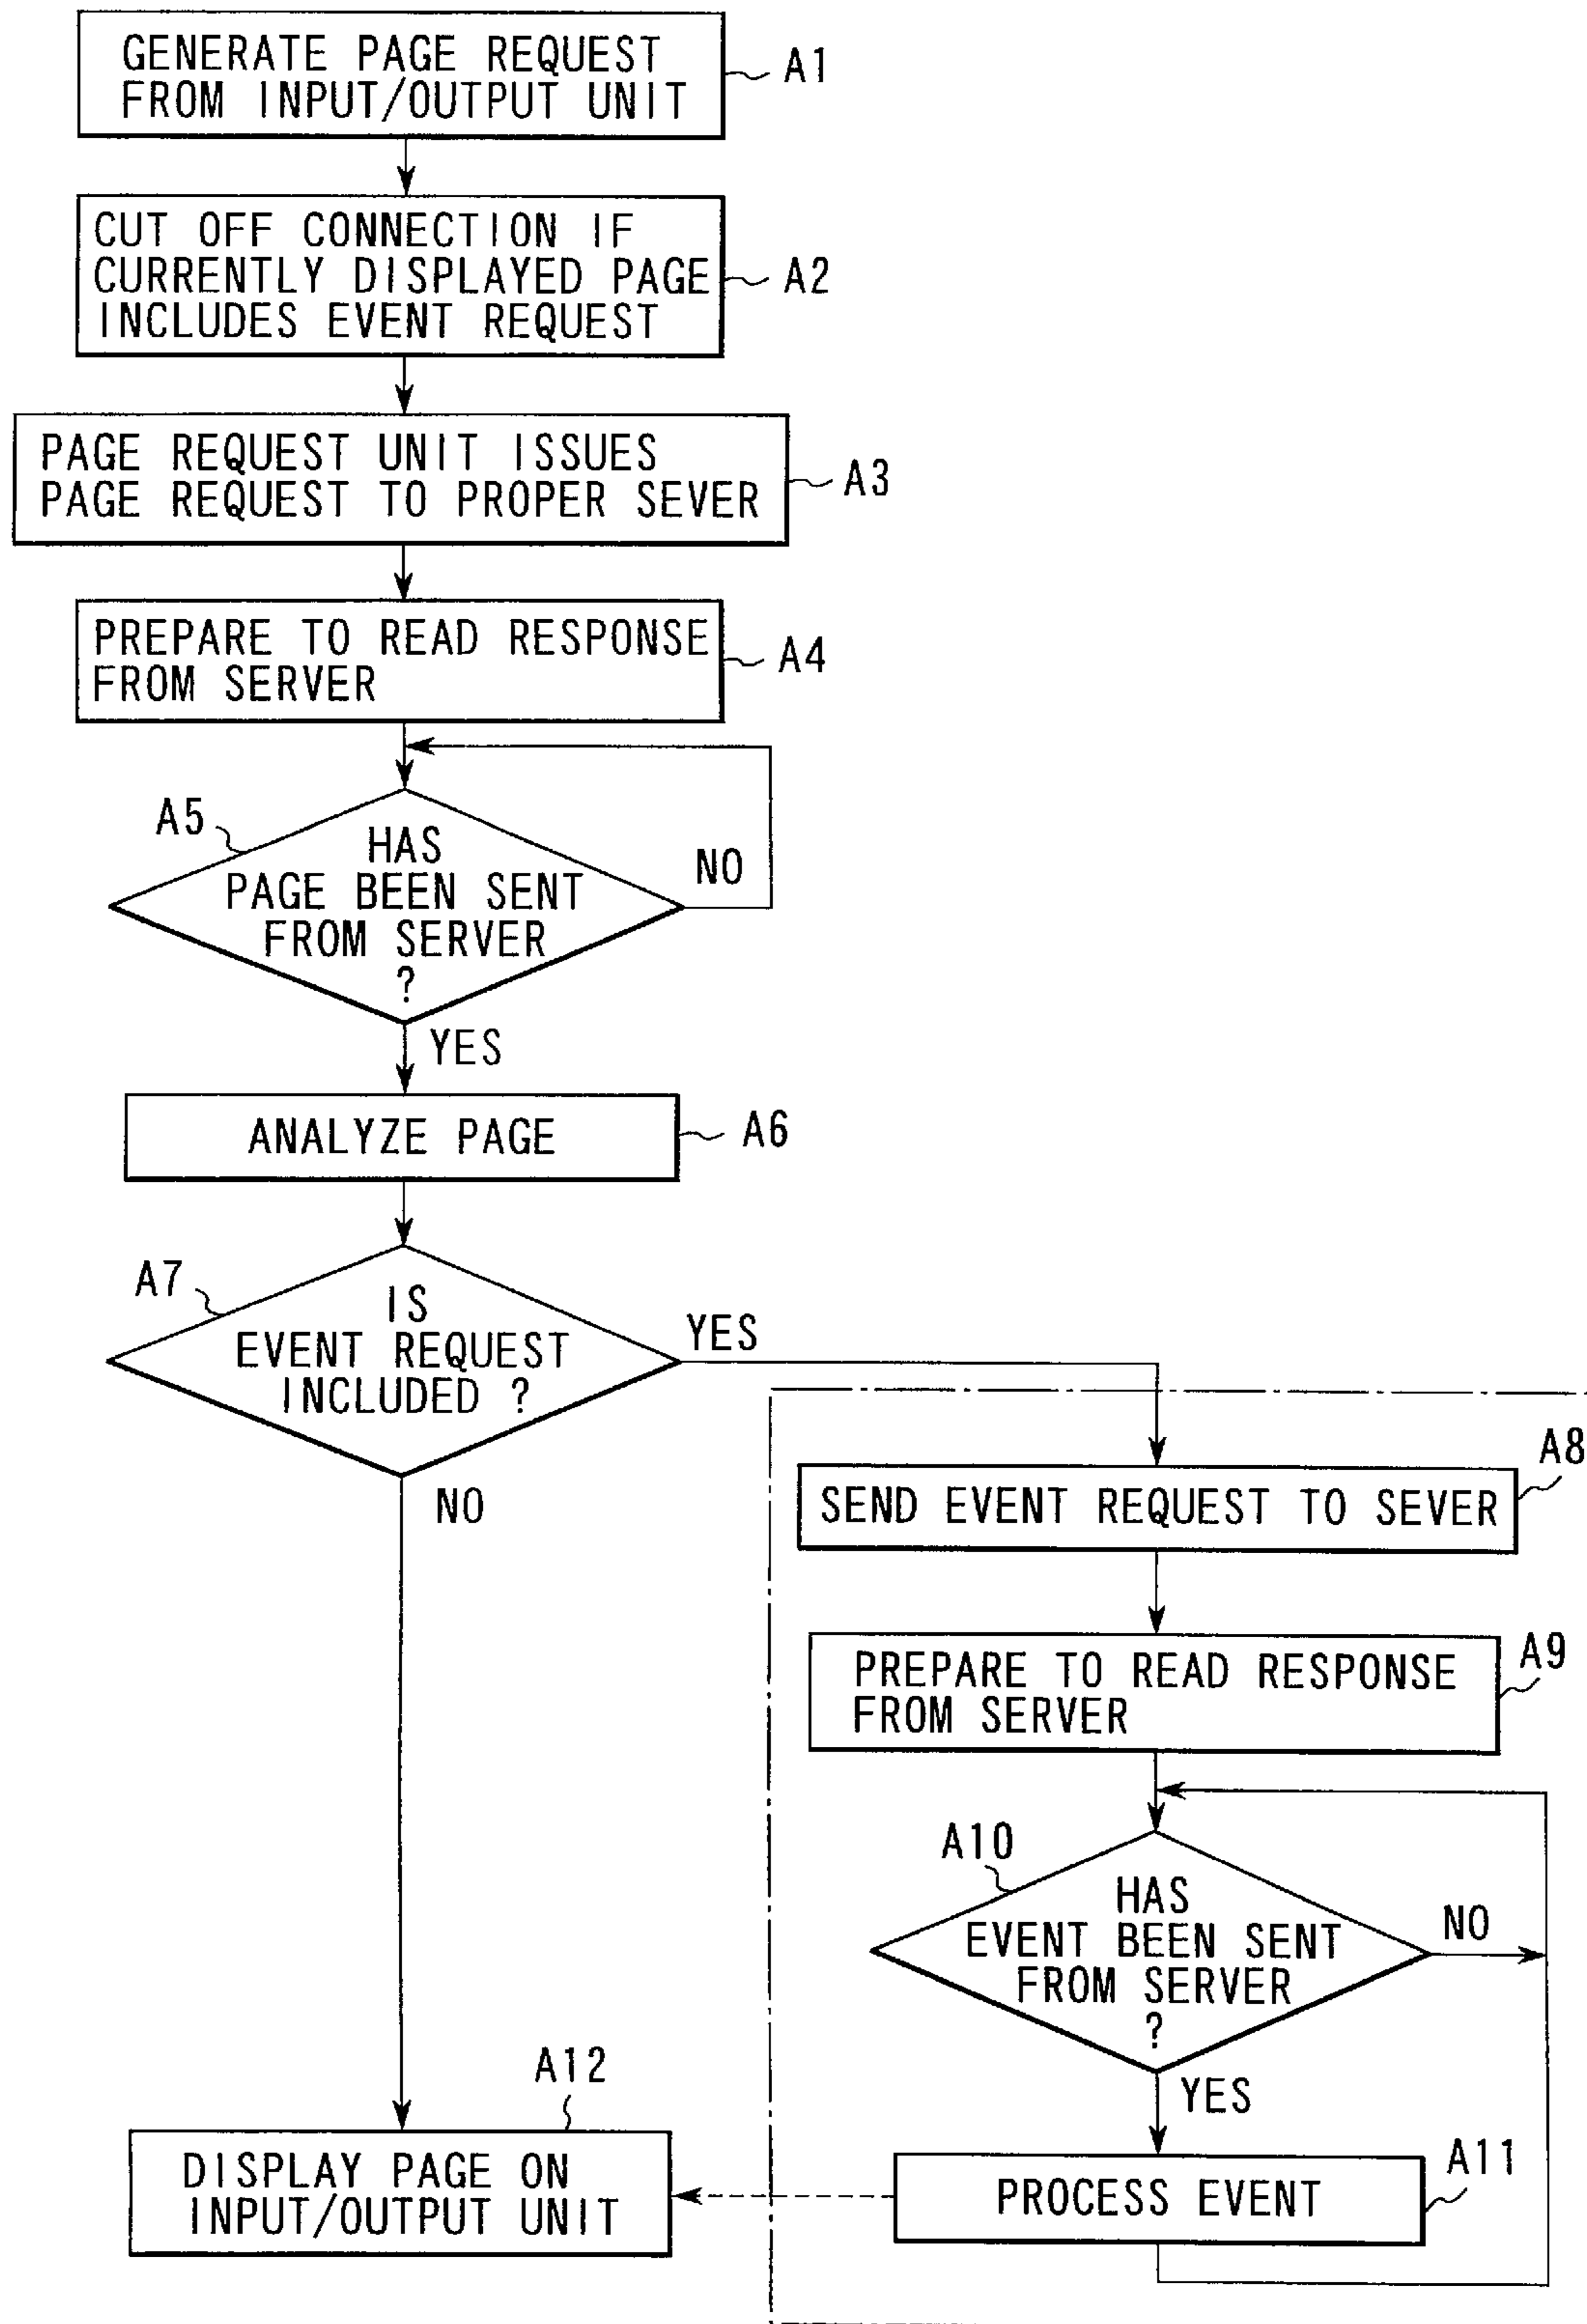 GENERATE PAGE REQUEST
FROM INPUT/OUTPUT UNIT
A1
CUT OFF CONNECTION IF
CURRENTLY DISPLAYED PAGE
INCLUDES EVENT REQUEST
A2
PAGE REQUEST UNIT ISSUES
PAGE REQUEST TO PROPER SEVER
A3
PREPARE TO READ RESPONSE
FROM SERVER
A4
A5
HAS
PAGE BEEN SENT
FROM SERVER
?
NO
YES
ANALYZE PAGE
A6
A7
IS
EVENT REQUEST
INCLUDED ?
YES
NO
A8
SEND EVENT REQUEST TO SEVER
A9
PREPARE TO READ RESPONSE
FROM SERVER
A10
HAS
EVENT BEEN SENT
FROM SERVER
?
NO
YES
A11
PROCESS EVENT
A12
DISPLAY PAGE ON
INPUT/OUTPUT UNIT